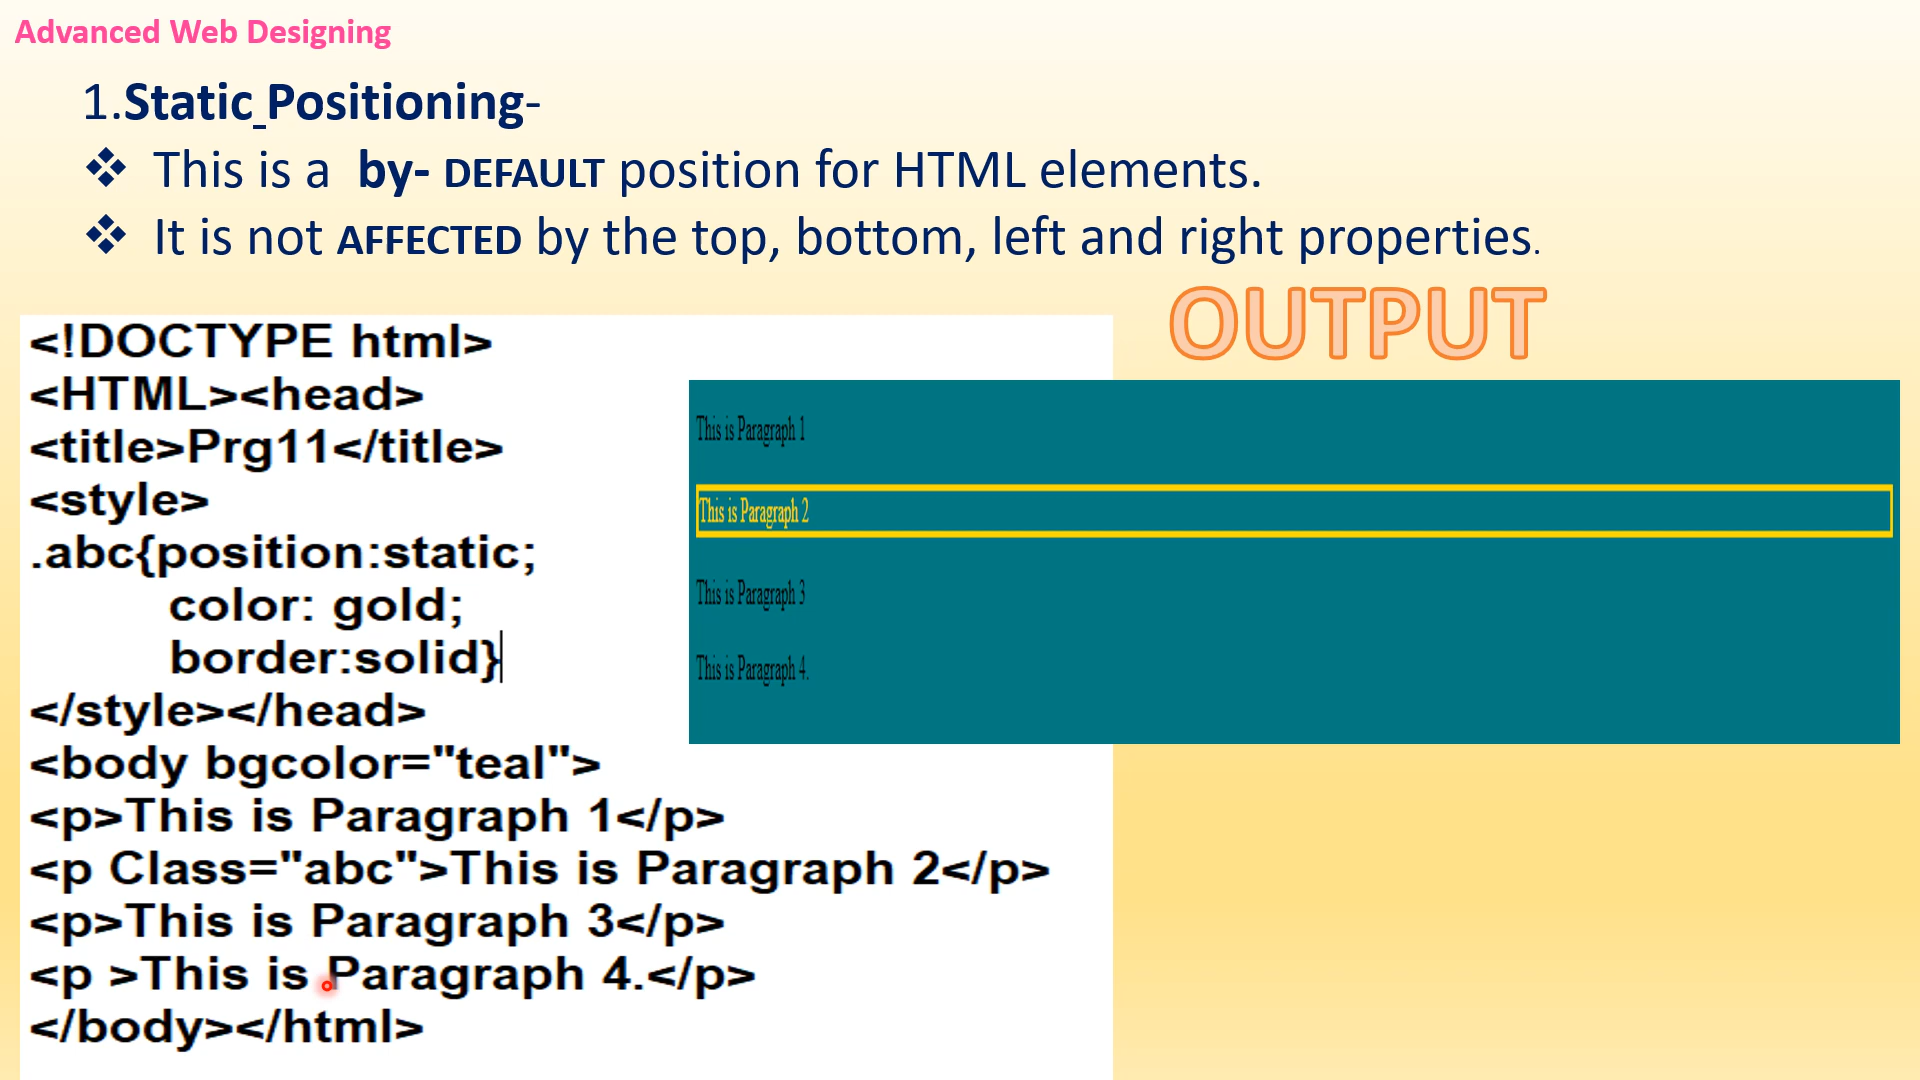 Advanced Web Designing
1.Static Positioning-
❖ This is a by- DEFAULT position for HTML elements.
❖ It is not AFFECTED by the top, bottom, left and right properties.
OUTPUT
<!DOCTYPE html>
<HTML><head>
<title>Prg11</title>
<style>
.abc{position:static;
color: gold;
border:solid}
</style></head>
<body bgcolor="teal">
<p>This is Paragraph 1</p>
<p Class="abc">This is Paragraph 2</p>
<p>This is Paragraph 3</p>
<p >This is Paragraph 4.</p>
</body></html>
This is Paragraph 1
This is Paragraph 2
This is Paragraph 3
This is Paragraph 4.